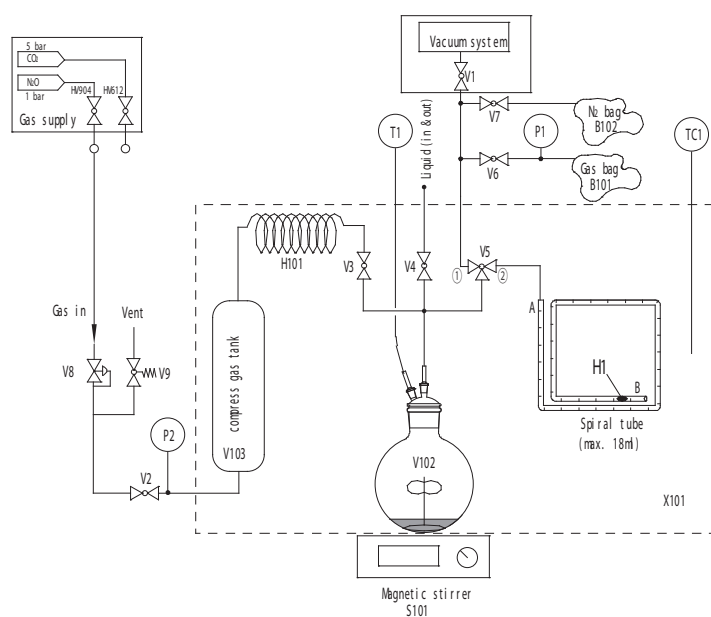 5 bar
CO₂
N₂O
1 bar
HV904
HV612
Gas supply
Vacuum system
V1
V7
N₂ bag
B102
T1
Liquid (in & out)
P1
V6
Gas bag
B101
TC1
H101
V3
V4
V5
① ②
A
H1
B
Spiral tube
(max. 18ml)
Gas in
Vent
V8
V9
compress gas tank
V103
P2
V2
V102
X101
Magnetic stirrer
S101